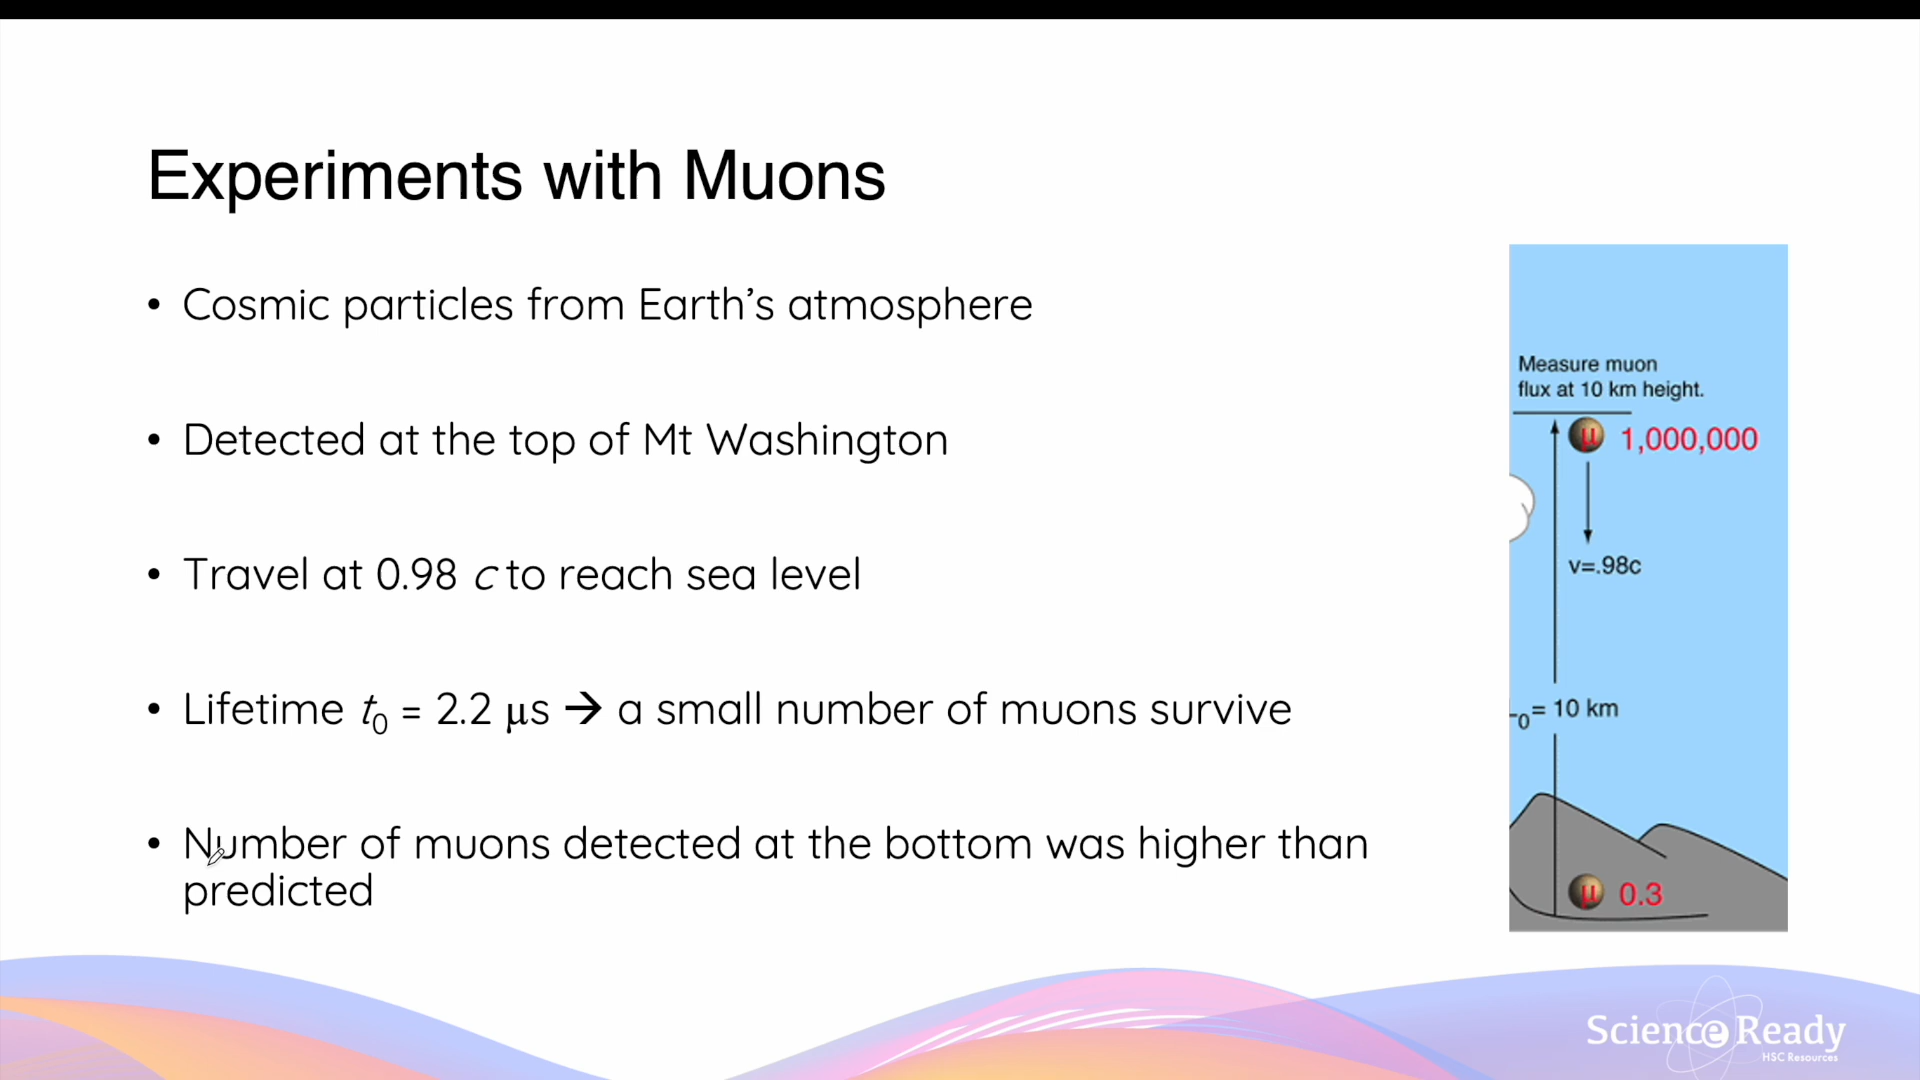 Experiments with Muons
• Cosmic particles from Earth’s atmosphere
• Detected at the top of Mt Washington
• Travel at 0.98 c to reach sea level
• Lifetime t₀ = 2.2 μs → a small number of muons survive
• Number of muons detected at the bottom was higher than
predicted
Measure muon
flux at 10 km height.
μ 1,000,000
v=.98c
₀= 10 km
μ 0.3
Science Ready
HSC Resources